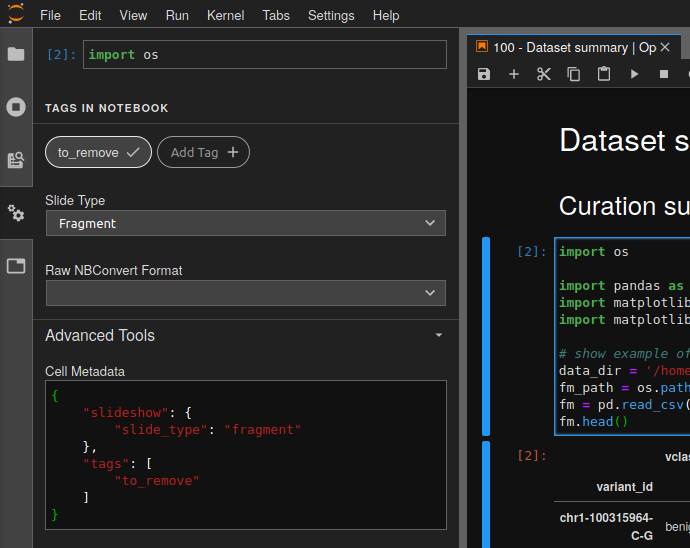 File Edit View Run Kernel Tabs Settings Help
[2]: import os
TAGS IN NOTEBOOK
to_remove
Add Tag +
Slide Type
Fragment
Raw NBConvert Format
Advanced Tools
Cell Metadata
{
    "slideshow": {
        "slide_type": "fragment"
    },
    "tags": [
        "to_remove"
    ]
}
100 - Dataset summary | Op
Dataset s
Curation su
[2]: import os
import pandas as
import matplotlib
import matplotlib
# show example of
data_dir = '/home
fm_path = os.path
fm = pd.read_csv(
fm.head()
[2]:
vclas
variant_id
chr1-100315964-
C-G
benig